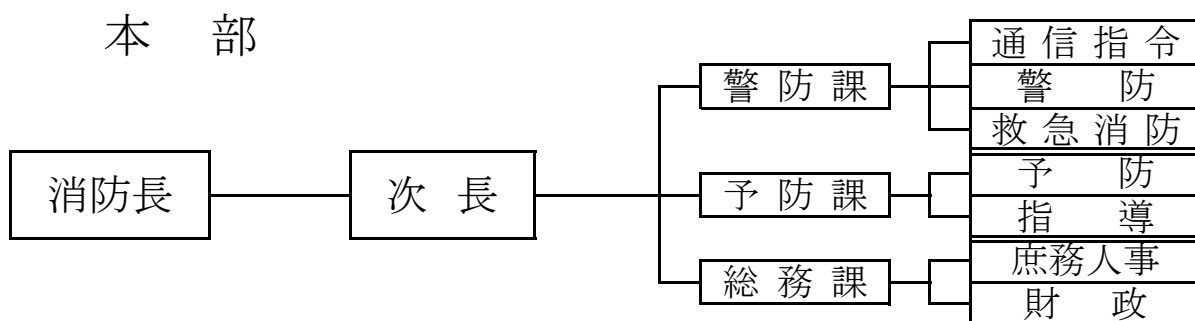 本部
通信指令
警防課
警防
救急消防
消防長
次長
予防課
予防
指導
総務課
庶務人事
財政